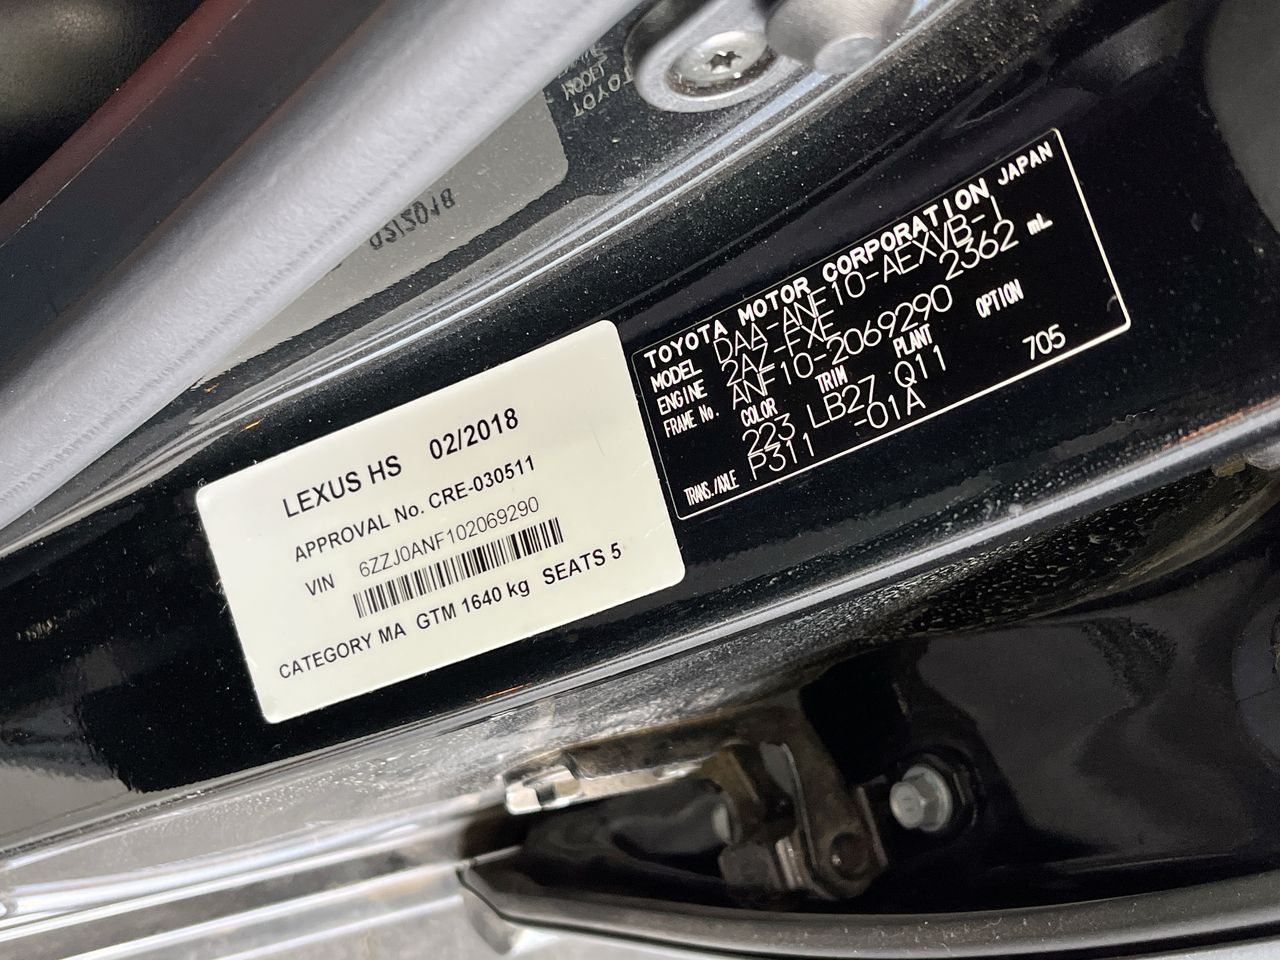 LEXUS HS 02/2018
APPROVAL No. CRE-030511
VIN 6ZZJ0ANF102069290
CATEGORY MA GTM 1640 kg SEATS 5
TOYOTA MOTOR CORPORATION JAPAN
MODEL DAA-ANF10-AEXVB-1
ENGINE 2AZ-FXE 2362 mL
FRAME No. ANF10-2069290
COLOR TRIM PLANT OPTION
223 LB27 Q11 705
TRANS./AXLE P311 -01A
02/2018